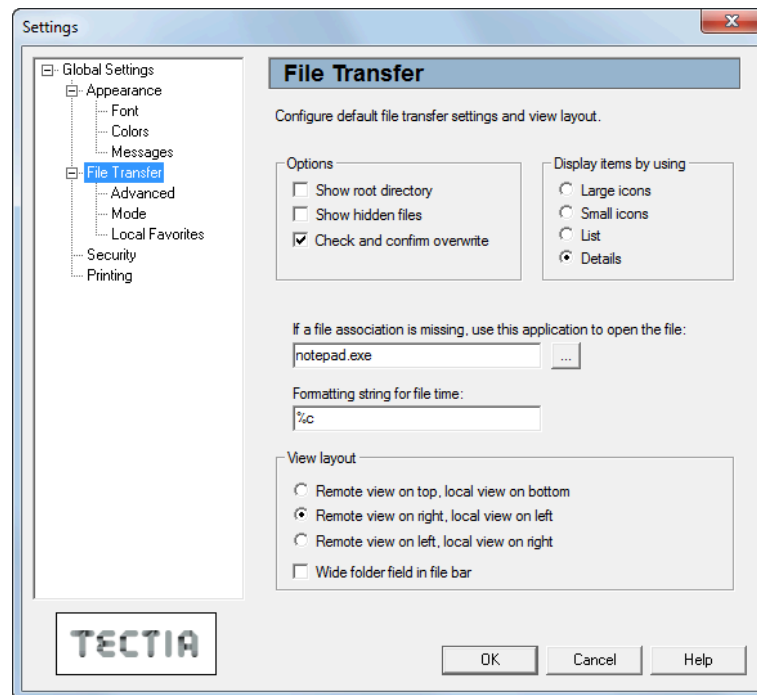 Settings
Global Settings
Appearance
Font
Colors
Messages
File Transfer
Advanced
Mode
Local Favorites
Security
Printing
TECTIA
File Transfer
Configure default file transfer settings and view layout.
Options
Show root directory
Show hidden files
Check and confirm overwrite
Display items by using
Large icons
Small icons
List
Details
If a file association is missing, use this application to open the file:
notepad.exe
...
Formatting string for file time:
%c
View layout
Remote view on top, local view on bottom
Remote view on right, local view on left
Remote view on left, local view on right
Wide folder field in file bar
OK Cancel Help